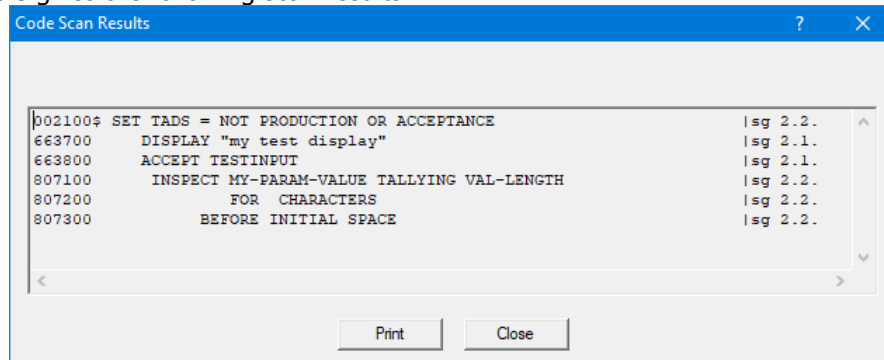 Code Scan Results ?
002100$ SET TADS = NOT PRODUCTION OR ACCEPTANCE |sg 2.2.
663700 DISPLAY "my test display" |sg 2.1.
663800 ACCEPT TESTINPUT |sg 2.1.
807100 INSPECT MY-PARAM-VALUE TALLYING VAL-LENGTH |sg 2.2.
807200 FOR CHARACTERS |sg 2.2.
807300 BEFORE INITIAL SPACE |sg 2.2.
Print Close